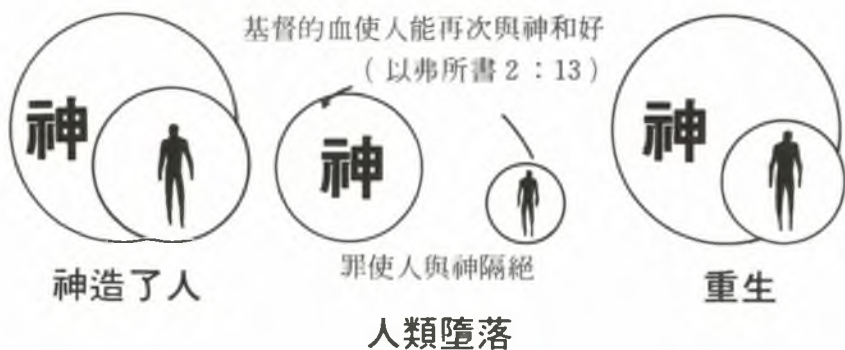 基督的血使人能再次與神和好
(以弗所書2:13)
神
神
神
神造了人
罪使人與神隔絕
人類墮落
重生